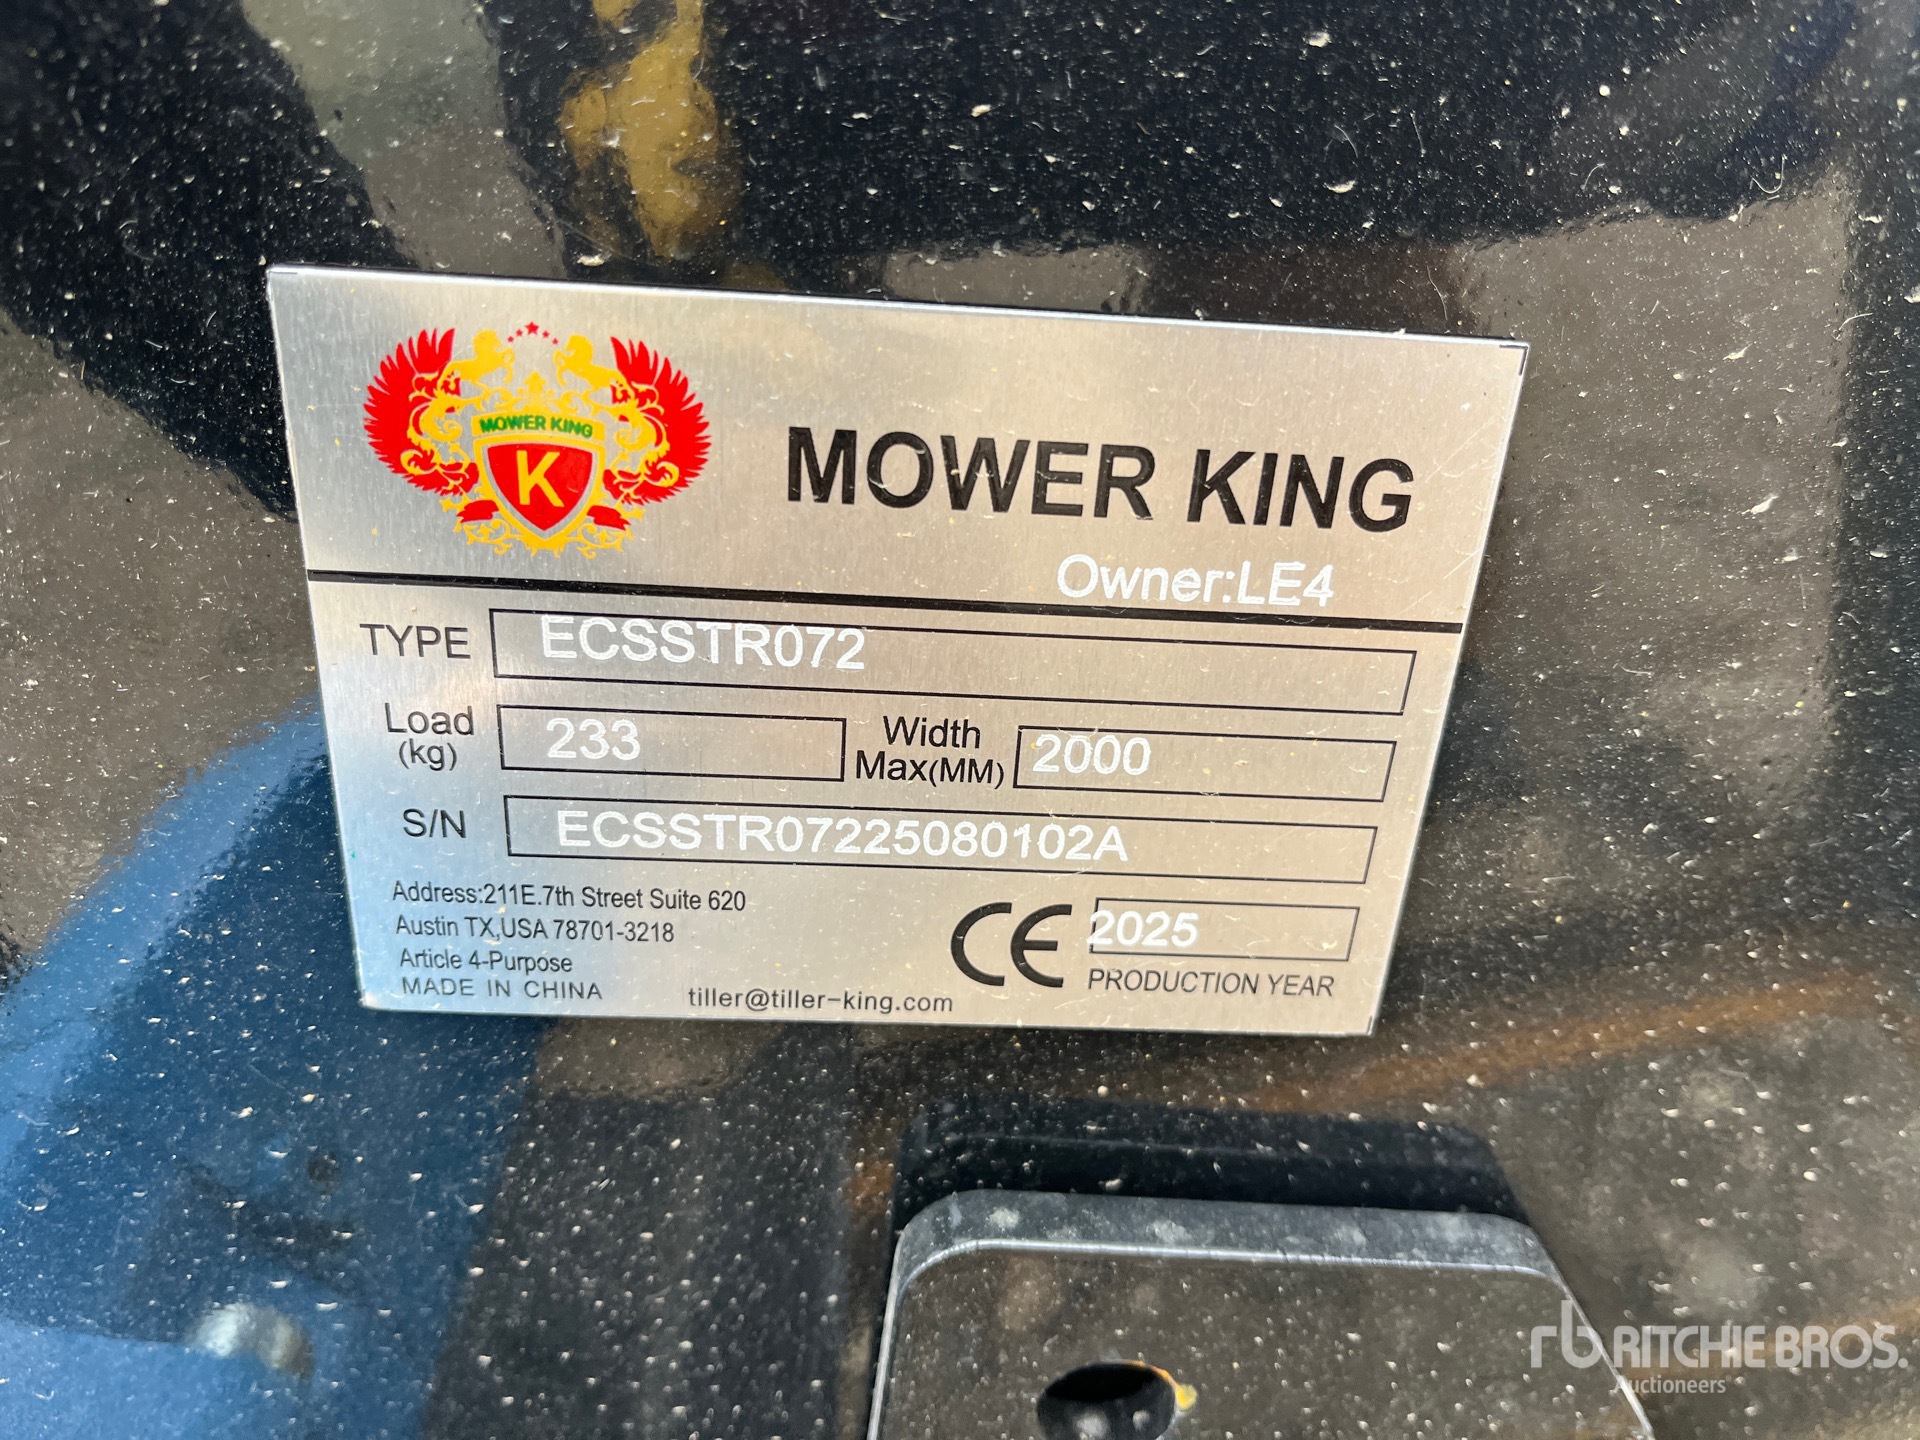 MOWER KING
K
MOWER KING
Owner:LE4
TYPE ECSSTR072
Load (kg) 233 Width Max(MM) 2000
S/N ECSSTR07225080102A
Address:211E.7th Street Suite 620
Austin TX,USA 78701-3218
Article 4-Purpose
MADE IN CHINA
tiller@tiller-king.com
CE 2025
PRODUCTION YEAR
rb RITCHIE BROS.
Auctioneers